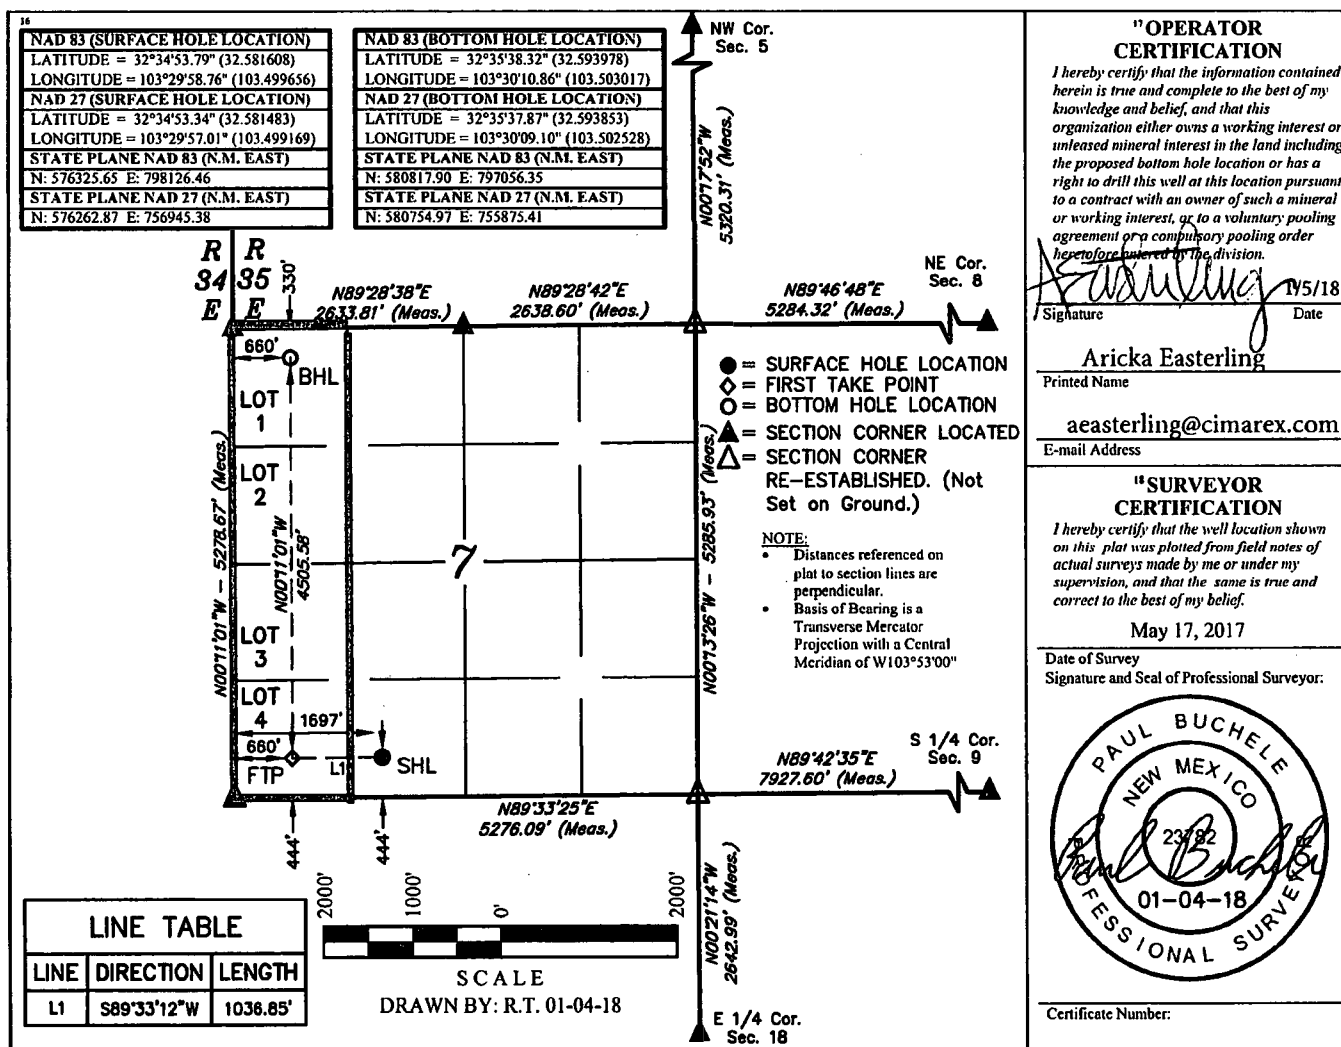 16
NAD 83 (SURFACE HOLE LOCATION)
LATITUDE = 32°34'53.79" (32.581608)
LONGITUDE = 103°29'58.76" (103.499656)
NAD 27 (SURFACE HOLE LOCATION)
LATITUDE = 32°34'53.34" (32.581483)
LONGITUDE = 103°29'57.01" (103.499169)
STATE PLANE NAD 83 (N.M. EAST)
N: 576325.65 E: 798126.46
STATE PLANE NAD 27 (N.M. EAST)
N: 576262.87 E: 756945.38
NAD 83 (BOTTOM HOLE LOCATION)
LATITUDE = 32°35'38.32" (32.593978)
LONGITUDE = 103°30'10.86" (103.503017)
NAD 27 (BOTTOM HOLE LOCATION)
LATITUDE = 32°35'37.87" (32.593853)
LONGITUDE = 103°30'09.10" (103.502528)
STATE PLANE NAD 83 (N.M. EAST)
N: 580817.90 E: 797056.35
STATE PLANE NAD 27 (N.M. EAST)
N: 580754.97 E: 755875.41
NW Cor.
Sec. 5
N00°17'52"W
5320.31' (Meas.)
R R
34 35
E E
330'
N89°28'38"E
2633.81' (Meas.)
N89°28'42"E
2638.60' (Meas.)
N89°46'48"E
5284.32' (Meas.)
NE Cor.
Sec. 8
660'
BHL
LOT
1
LOT
2
LOT
3
LOT
4
N00°11'01"W - 5278.67' (Meas.)
N00°11'01"W
4505.58'
7
N00°13'26"W - 5285.93' (Meas.)
1697'
660'
FTP
L1
SHL
444'
444'
N89°33'25"E
5276.09' (Meas.)
N89°42'35"E
7927.60' (Meas.)
S 1/4 Cor.
Sec. 9
N00°21'14"W
2642.99' (Meas.)
E 1/4 Cor.
Sec. 18
= SURFACE HOLE LOCATION
= FIRST TAKE POINT
= BOTTOM HOLE LOCATION
= SECTION CORNER LOCATED
= SECTION CORNER
RE-ESTABLISHED. (Not
Set on Ground.)
NOTE:
• Distances referenced on
plat to section lines are
perpendicular.
• Basis of Bearing is a
Transverse Mercator
Projection with a Central
Meridian of W103°53'00"
LINE TABLE
LINE DIRECTION LENGTH
L1 S89°33'12"W 1036.85'
2000' 1000' 0' 2000'
SCALE
DRAWN BY: R.T. 01-04-18
17 OPERATOR
CERTIFICATION
I hereby certify that the information contained
herein is true and complete to the best of my
knowledge and belief, and that this
organization either owns a working interest or
unleased mineral interest in the land including
the proposed bottom hole location or has a
right to drill this well at this location pursuant
to a contract with an owner of such a mineral
or working interest, or to a voluntary pooling
agreement or a compulsory pooling order
heretofore entered by the division.
AEasterling
/5/18
Signature Date
Aricka Easterling
Printed Name
aeasterling@cimarex.com
E-mail Address
18 SURVEYOR
CERTIFICATION
I hereby certify that the well location shown
on this plat was plotted from field notes of
actual surveys made by me or under my
supervision, and that the same is true and
correct to the best of my belief.
May 17, 2017
Date of Survey
Signature and Seal of Professional Surveyor:
PAUL BUCHELE
NEW MEXICO
23782
Paul Buchele
01-04-18
PROFESSIONAL SURVEYOR
Certificate Number: